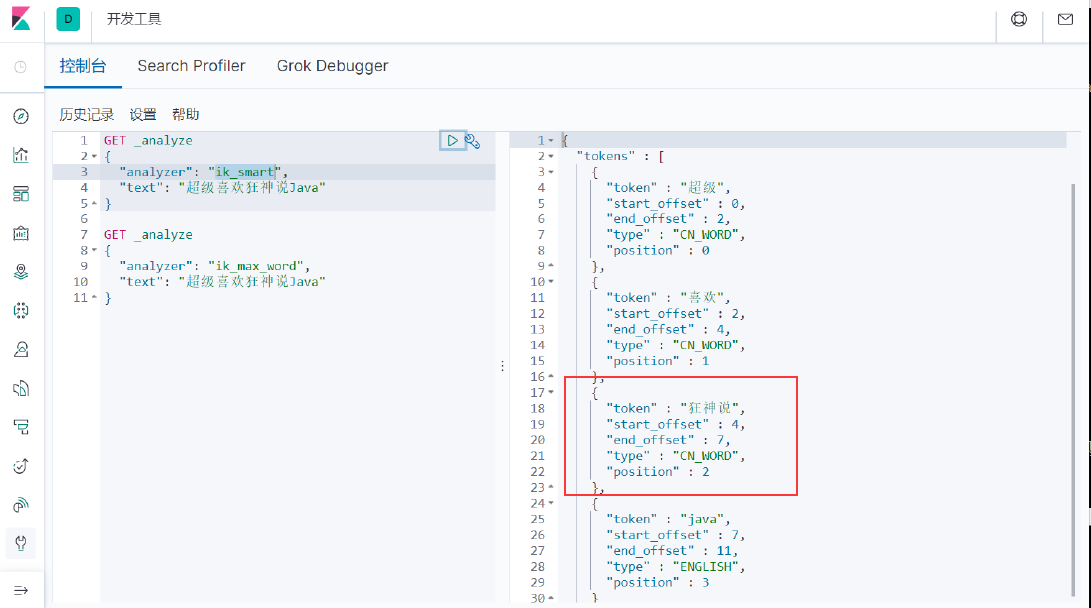 D 开发工具
控制台 Search Profiler Grok Debugger
历史记录 设置 帮助
1 GET _analyze
2 {
3 "analyzer": "ik_smart",
4 "text": "超级喜欢狂神说Java"
5 }
6
7 GET _analyze
8 {
9 "analyzer": "ik_max_word",
10 "text": "超级喜欢狂神说Java"
11 }
1 {
2 "tokens" : [
3 {
4 "token" : "超级",
5 "start_offset" : 0,
6 "end_offset" : 2,
7 "type" : "CN_WORD",
8 "position" : 0
9 },
10 {
11 "token" : "喜欢",
12 "start_offset" : 2,
13 "end_offset" : 4,
14 "type" : "CN_WORD",
15 "position" : 1
16 },
17 {
18 "token" : "狂神说",
19 "start_offset" : 4,
20 "end_offset" : 7,
21 "type" : "CN_WORD",
22 "position" : 2
23 },
24 {
25 "token" : "java",
26 "start_offset" : 7,
27 "end_offset" : 11,
28 "type" : "ENGLISH",
29 "position" : 3
30 }